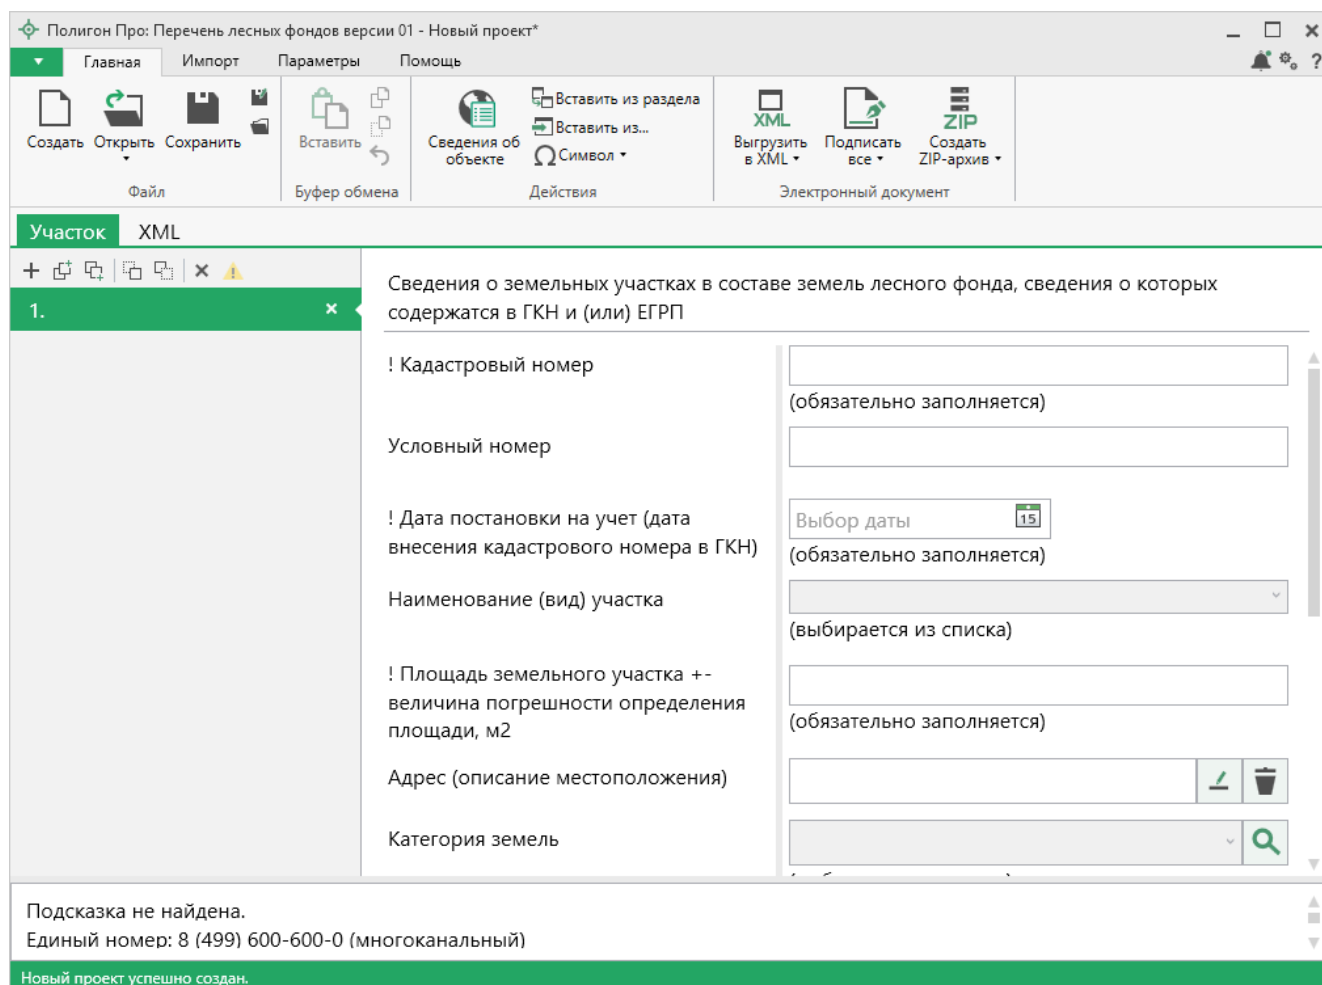 Полигон Про: Перечень лесных фондов версии 01 - Новый проект*
Главная Импорт Параметры Помощь
?
Создать Открыть Сохранить
Вставить
Сведения об объекте
Вставить из раздела
Вставить из...
Символ
XML
Выгрузить в XML
Подписать все
ZIP
Создать ZIP-архив
Файл Буфер обмена Действия Электронный документ
Участок XML
1.
Сведения о земельных участках в составе земель лесного фонда, сведения о которых
содержатся в ГКН и (или) ЕГРП
! Кадастровый номер
(обязательно заполняется)
Условный номер
! Дата постановки на учет (дата
внесения кадастрового номера в ГКН)
Выбор даты 15
(обязательно заполняется)
Наименование (вид) участка
(выбирается из списка)
! Площадь земельного участка +-
величина погрешности определения
площади, м2
(обязательно заполняется)
Адрес (описание местоположения)
Категория земель
Подсказка не найдена.
Единый номер: 8 (499) 600-600-0 (многоканальный)
Новый проект успешно создан.